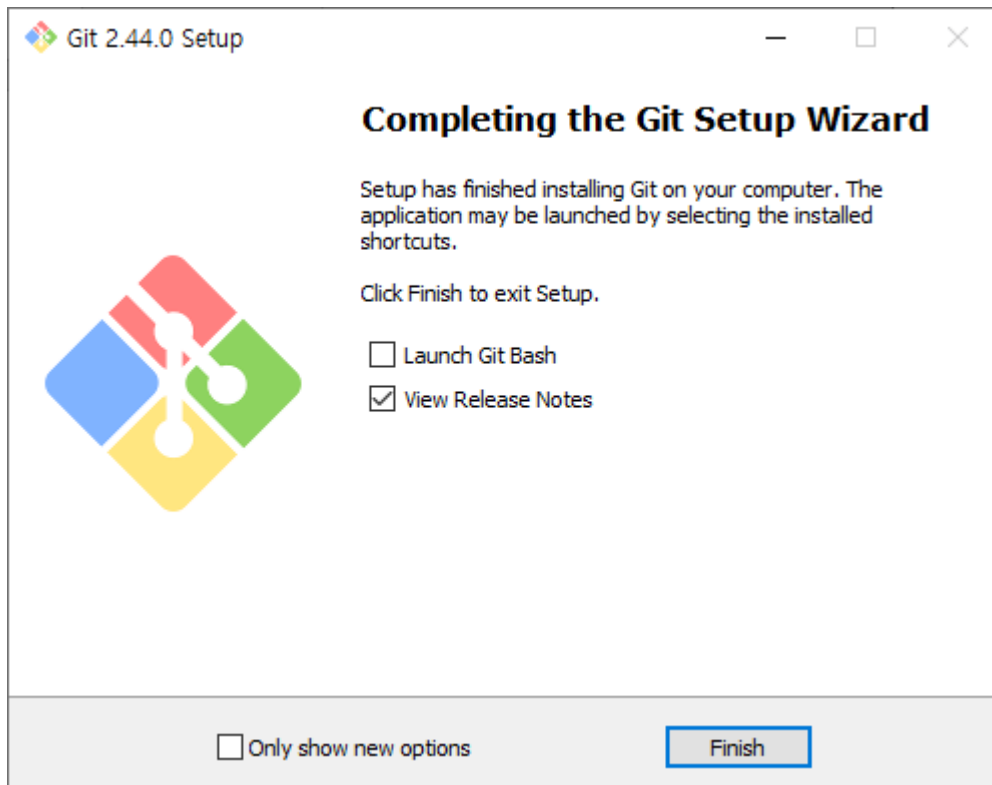 Git 2.44.0 Setup
Completing the Git Setup Wizard
Setup has finished installing Git on your computer. The
application may be launched by selecting the installed
shortcuts.
Click Finish to exit Setup.
Launch Git Bash
View Release Notes
Only show new options
Finish